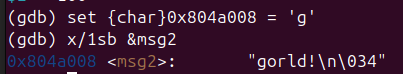 (gdb) set {char}0x804a008 = 'g'
(gdb) x/1sb &msg2
0x804a008 <msg2>:       "gorld!\n\034"